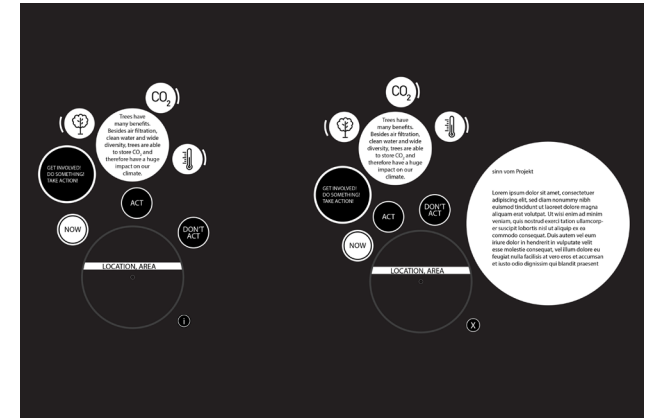 CO2
Trees have
many benefits.
Besides air filtration,
clean water and wide
diversity, trees are able
to store CO2 and
therefore have a huge
impact on our
climate.
GET INVOLVED!
DO SOMETHING!
TAKE ACTION!
ACT
NOW
DON'T
ACT
LOCATION, AREA
i
CO2
Trees have
many benefits.
Besides air filtration,
clean water and wide
diversity, trees are able
to store CO2 and
therefore have a huge
impact on our
climate.
GET INVOLVED!
DO SOMETHING!
TAKE ACTION!
ACT
DON'T
ACT
NOW
LOCATION, AREA
X
sinn vom Projekt
Lorem ipsum dolor sit amet, consectetuer
adipiscing elit, sed diam nonummy nibh
euismod tincidunt ut laoreet dolore magna
aliquam erat volutpat. Ut wisi enim ad minim
veniam, quis nostrud exerci tation ullamcorp-
er suscipit lobortis nisl ut aliquip ex ea
commodo consequat. Duis autem vel eum
iriure dolor in hendrerit in vulputate velit
esse molestie consequat, vel illum dolore eu
feugiat nulla facilisis at vero eros et accumsan
et iusto odio dignissim qui blandit praesent